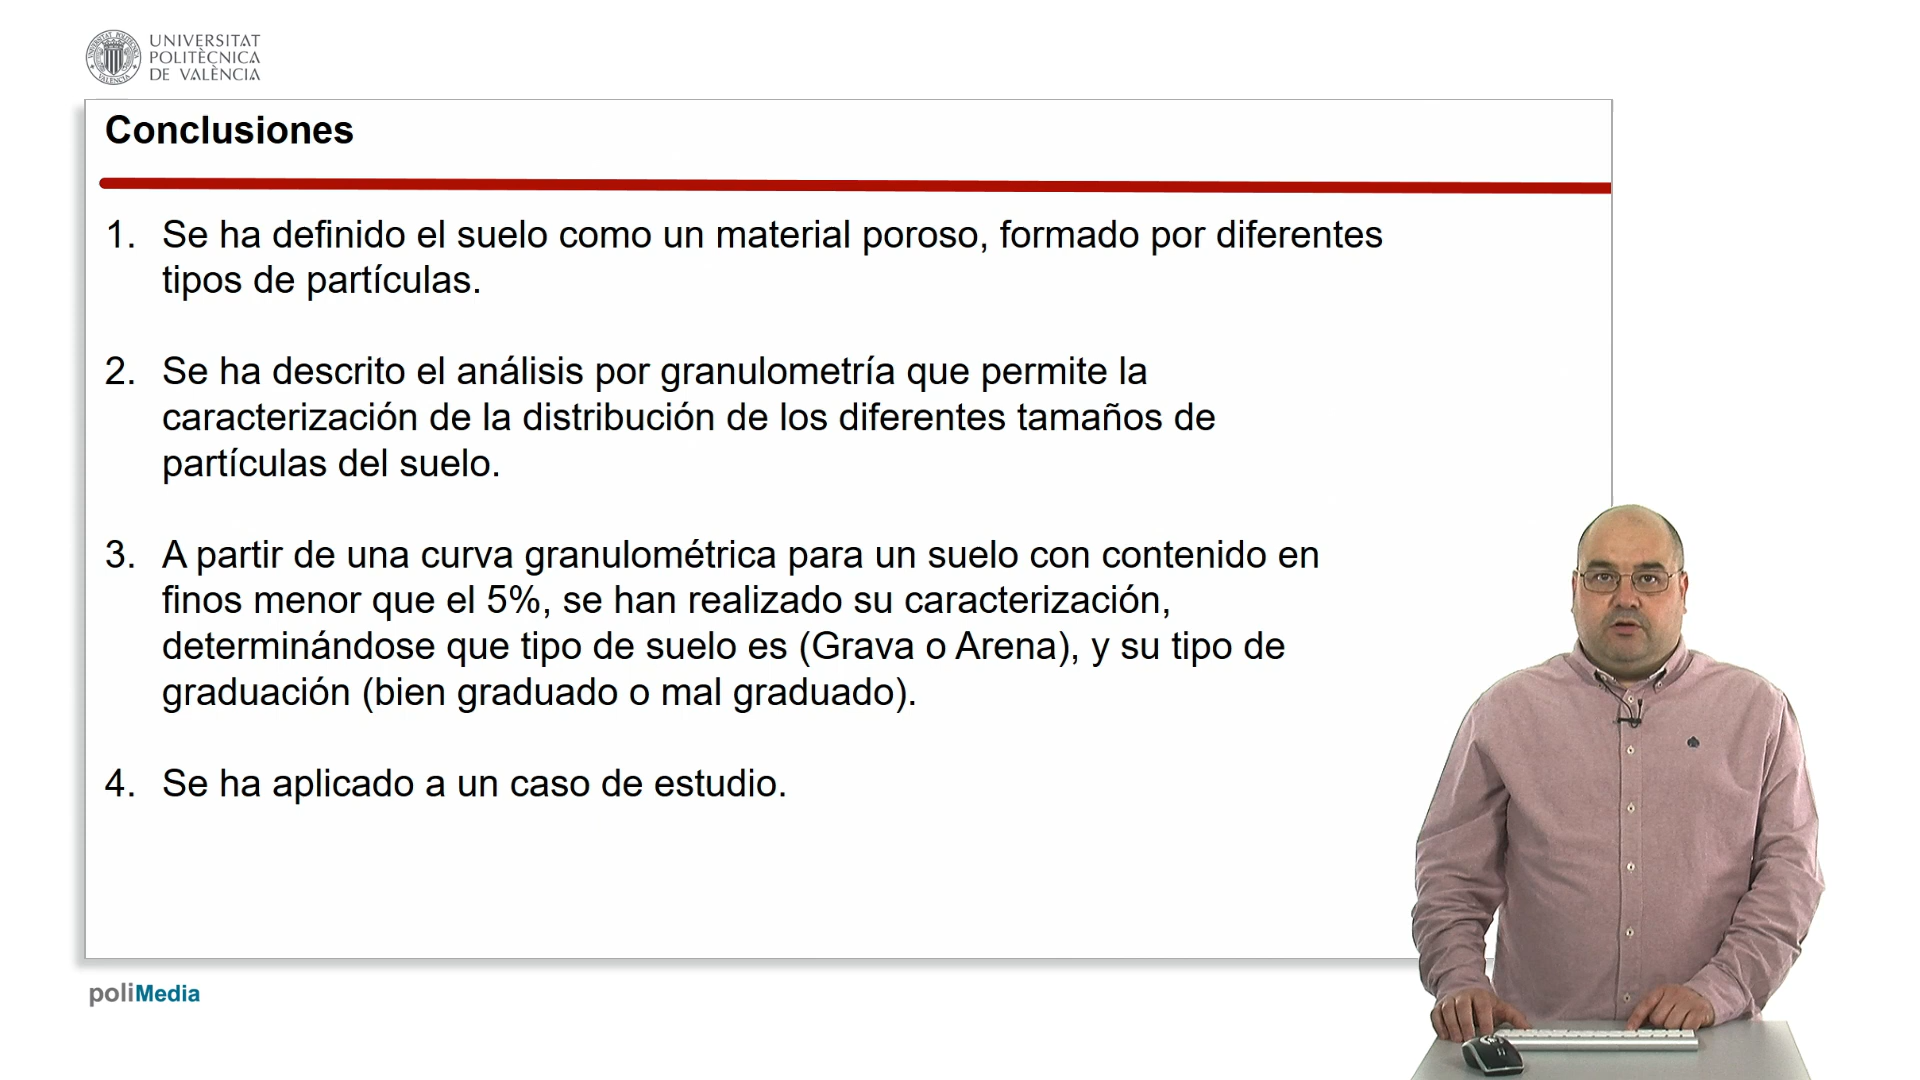 UNIVERSITAT
POLITÈCNICA
DE VALÈNCIA
Conclusiones
1. Se ha definido el suelo como un material poroso, formado por diferentes
tipos de partículas.
2. Se ha descrito el análisis por granulometría que permite la
caracterización de la distribución de los diferentes tamaños de
partículas del suelo.
3. A partir de una curva granulométrica para un suelo con contenido en
finos menor que el 5%, se han realizado su caracterización,
determinándose que tipo de suelo es (Grava o Arena), y su tipo de
graduación (bien graduado o mal graduado).
4. Se ha aplicado a un caso de estudio.
poliMedia